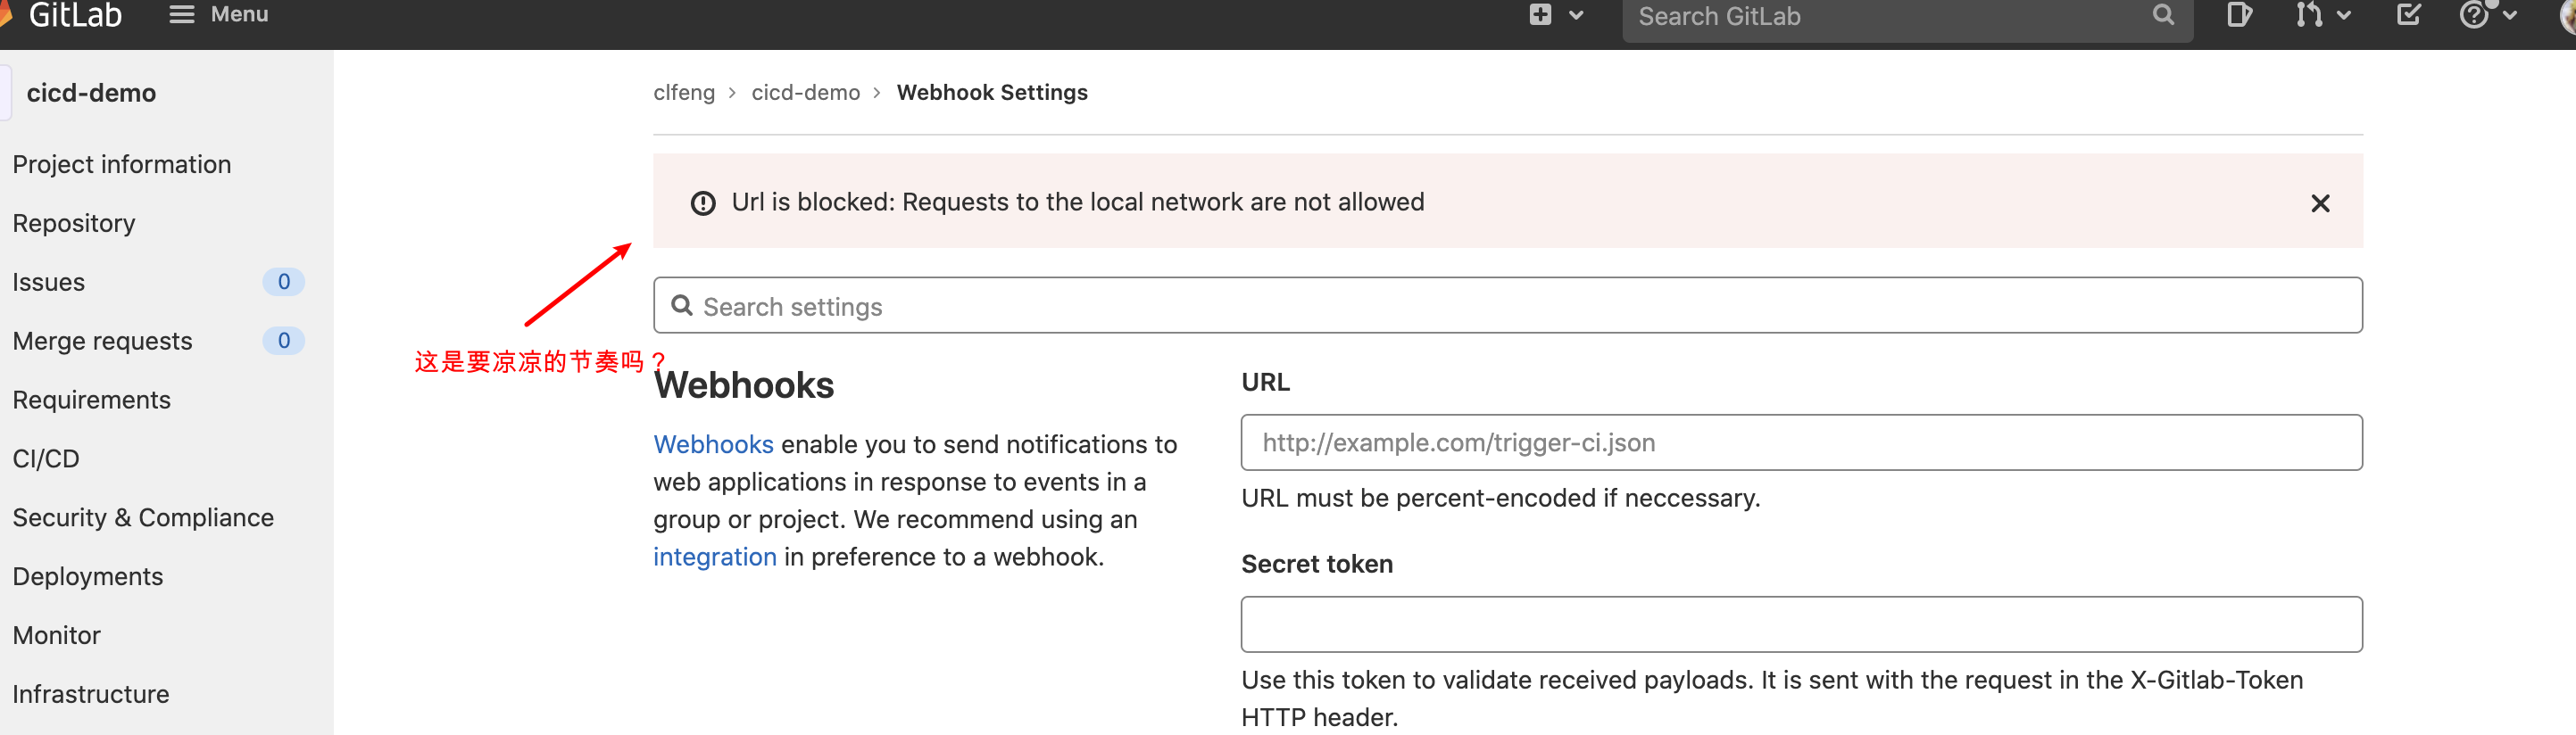 GitLab
Menu
Search GitLab
cicd-demo
Project information
Repository
Issues 0
Merge requests 0
Requirements
CI/CD
Security & Compliance
Deployments
Monitor
Infrastructure
clfeng > cicd-demo > Webhook Settings
Url is blocked: Requests to the local network are not allowed
Search settings
这是要凉凉的节奏吗？
Webhooks
Webhooks enable you to send notifications to
web applications in response to events in a
group or project. We recommend using an
integration in preference to a webhook.
URL
http://example.com/trigger-ci.json
URL must be percent-encoded if neccessary.
Secret token
Use this token to validate received payloads. It is sent with the request in the X-Gitlab-Token
HTTP header.